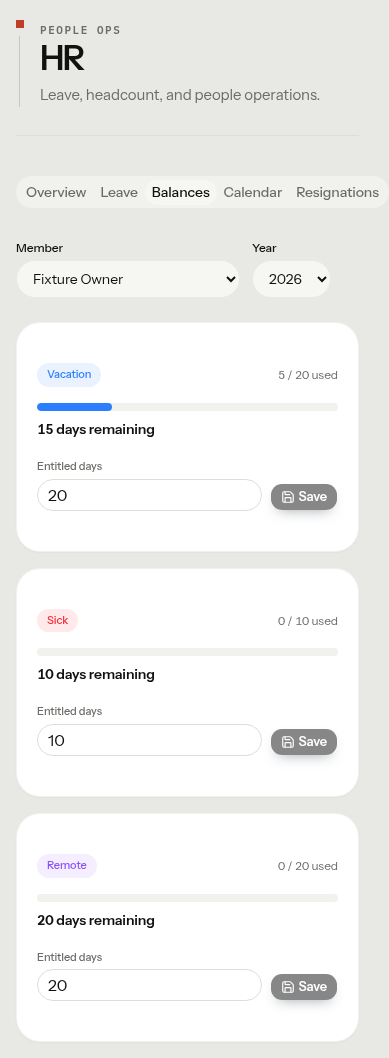 PEOPLE OPS
HR
Leave, headcount, and people operations.
Overview Leave Balances Calendar Resignations
Member Year
Fixture Owner 2026
Vacation 5 / 20 used
15 days remaining
Entitled days
20 Save
Sick 0 / 10 used
10 days remaining
Entitled days
10 Save
Remote 0 / 20 used
20 days remaining
Entitled days
20 Save